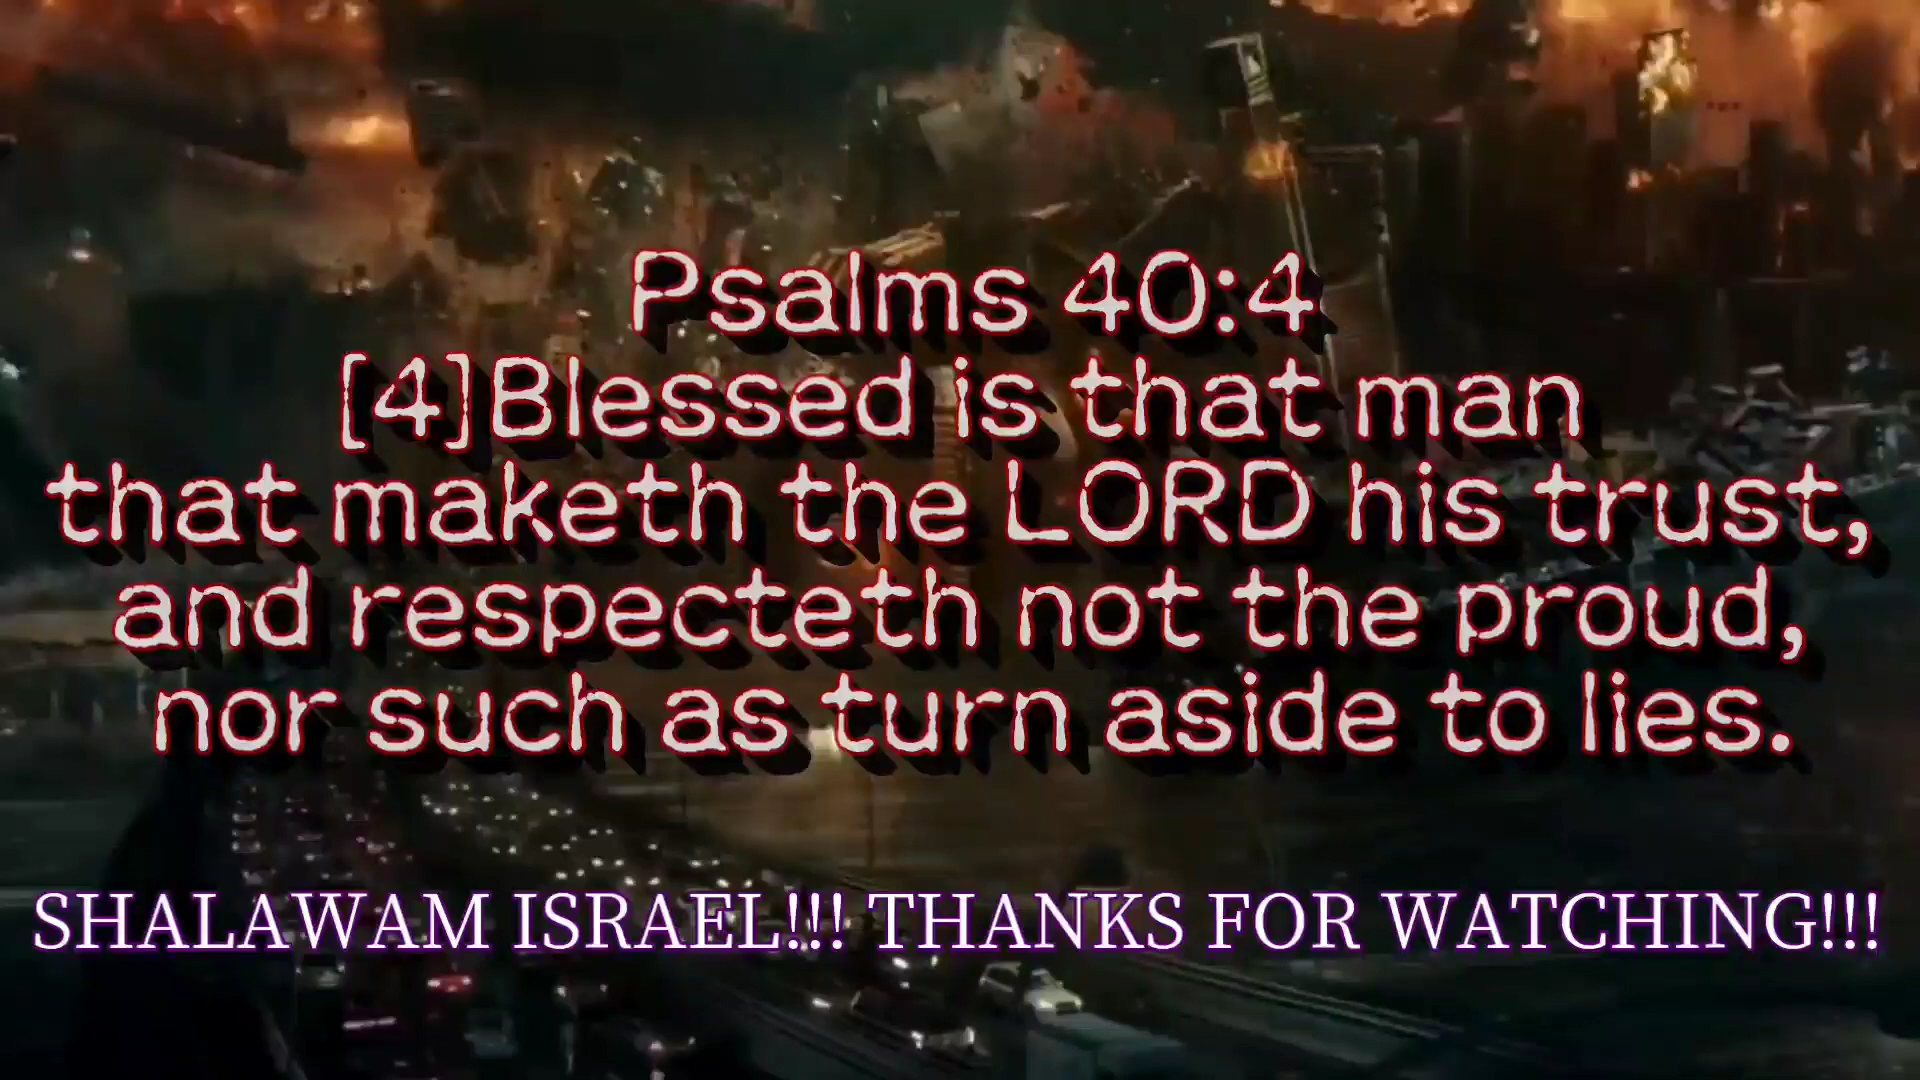 Psalms 40:4
[4]Blessed is that man
that maketh the LORD his trust,
and respecteth not the proud,
nor such as turn aside to lies.
SHALAWAM ISRAEL!!! THANKS FOR WATCHING!!!